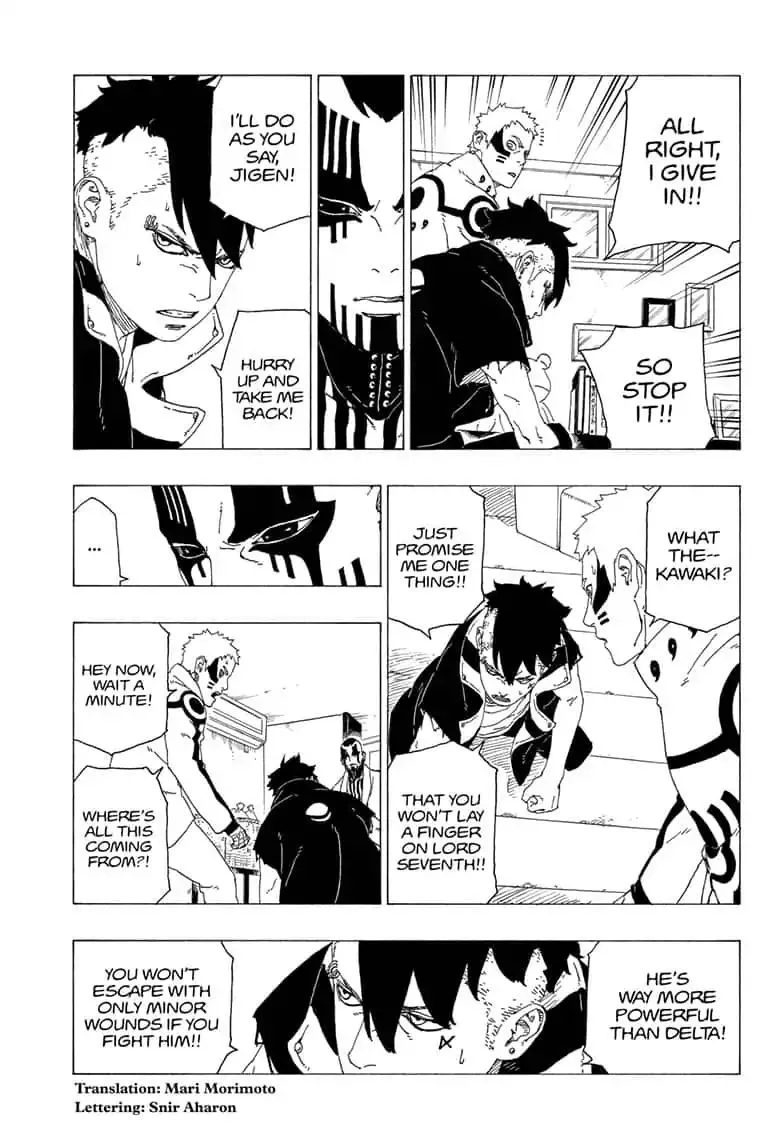 ALL
RIGHT,
I GIVE
IN!!
SO
STOP
IT!!
I'LL DO
AS YOU
SAY,
JIGEN!
HURRY
UP AND
TAKE ME
BACK!
WHAT
THE--
KAWAKI?
JUST
PROMISE
ME ONE
THING!!
THAT YOU
WON'T LAY
A FINGER
ON LORD
SEVENTH!!
...
HEY NOW,
WAIT A
MINUTE!
WHERE'S
ALL THIS
COMING
FROM?!
HE'S
WAY MORE
POWERFUL
THAN DELTA!
YOU WON'T
ESCAPE WITH
ONLY MINOR
WOUNDS IF YOU
FIGHT HIM!!
Translation: Mari Morimoto
Lettering: Snir Aharon